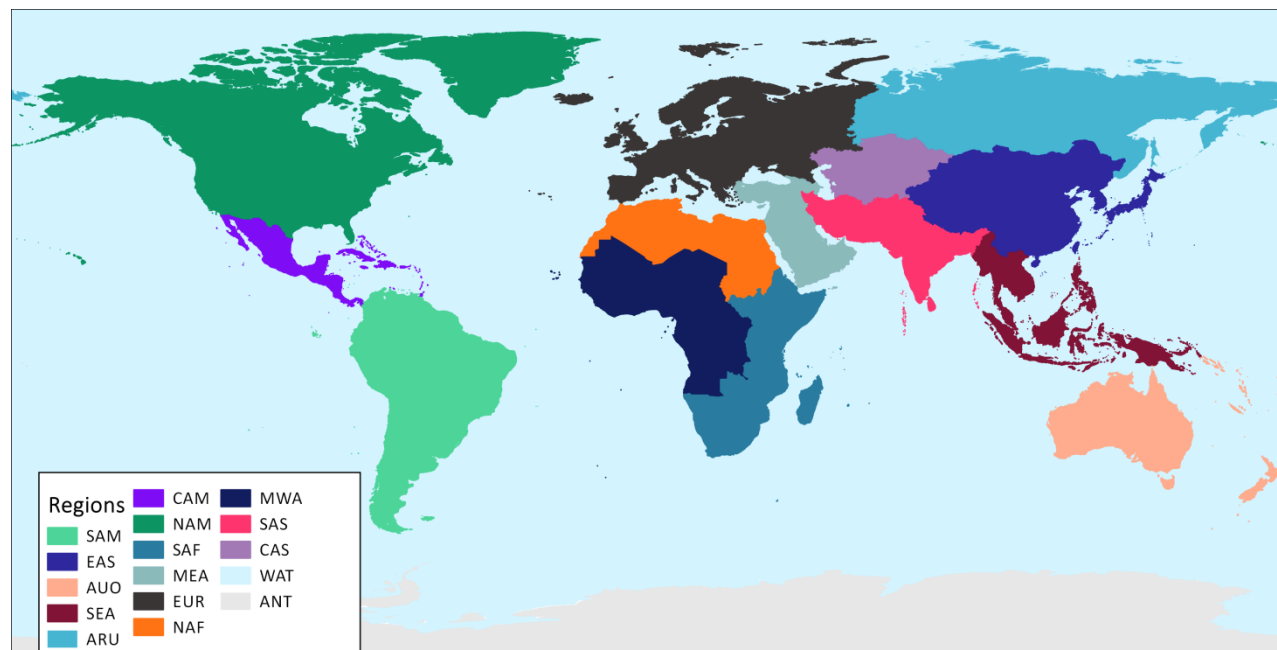 Regions
SAM
EAS
AUO
SEA
ARU
CAM
NAM
SAF
MEA
EUR
NAF
MWA
SAS
CAS
WAT
ANT